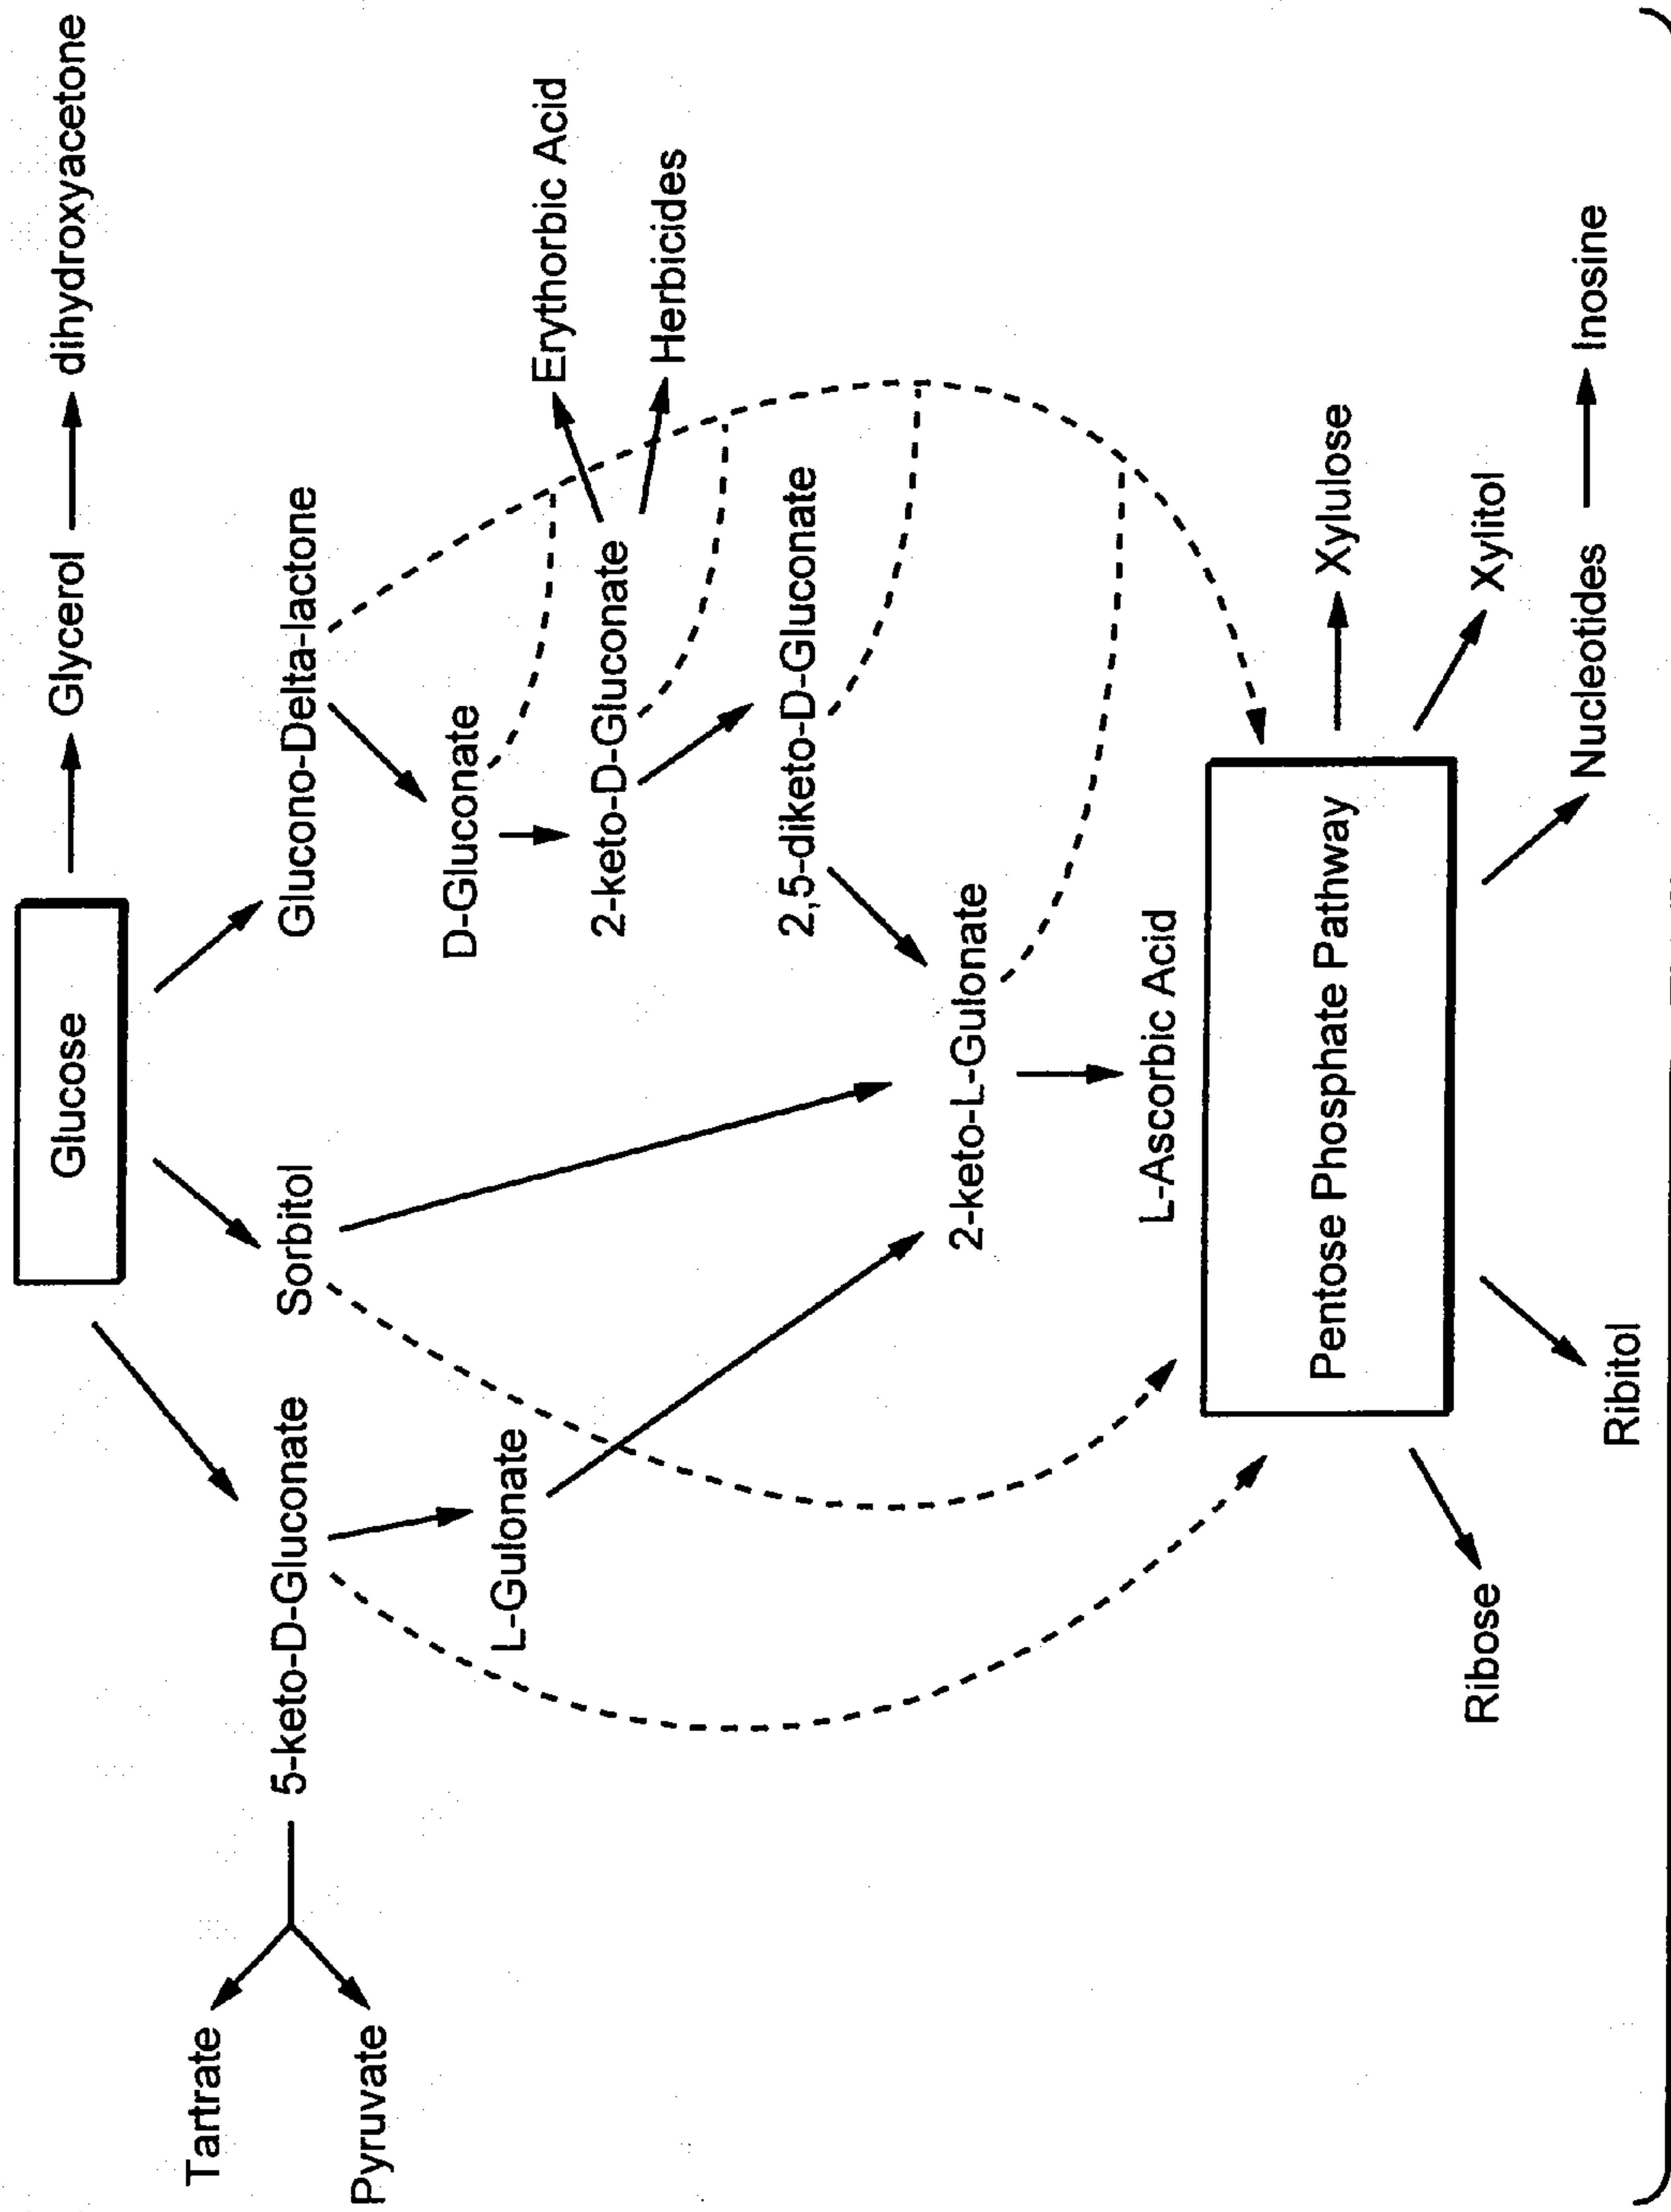 Glucose
Glycerol
dihydroxyacetone
Tartrate
Pyruvate
5-keto-D-Gluconate
Sorbitol
Glucono-Delta-lactone
L-Gulonate
D-Gluconate
Erythorbic Acid
2-keto-D-Gluconate
Herbicides
2,5-diketo-D-Gluconate
2-keto-L-Gulonate
L-Ascorbic Acid
Pentose Phosphate Pathway
Xylulose
Ribose
Xylitol
Ribitol
Nucleotides
Inosine